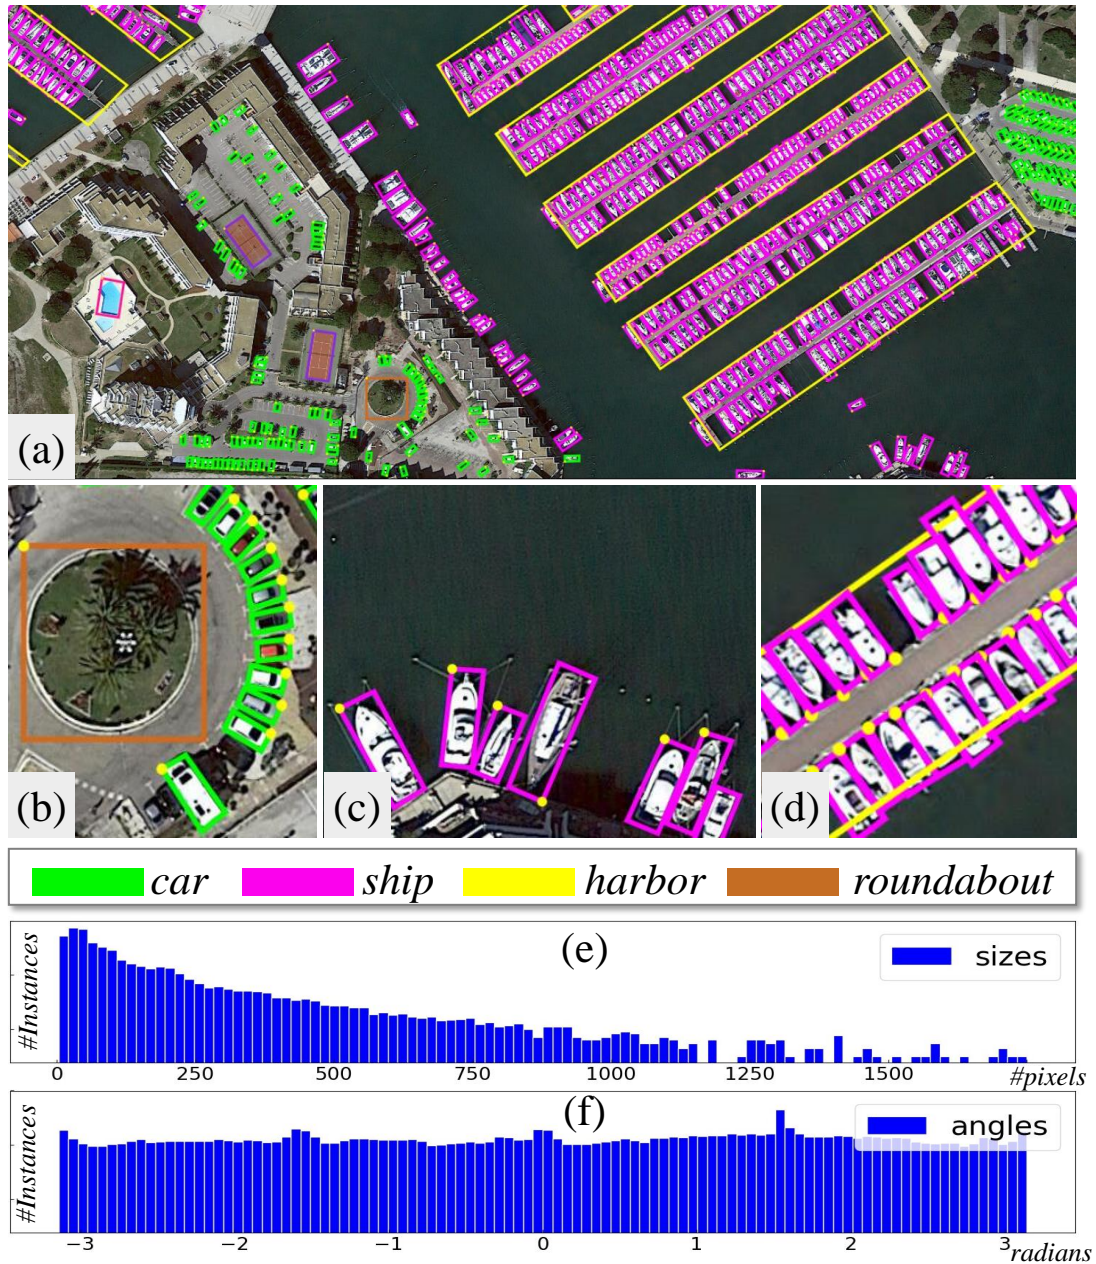 (a)
(b)
(c)
(d)
car ship harbor roundabout
#Instances
(e)
sizes
0 250 500 750 1000 1250 1500
#pixels
#Instances
(f)
angles
−3 −2 −1 0 1 2 3
radians